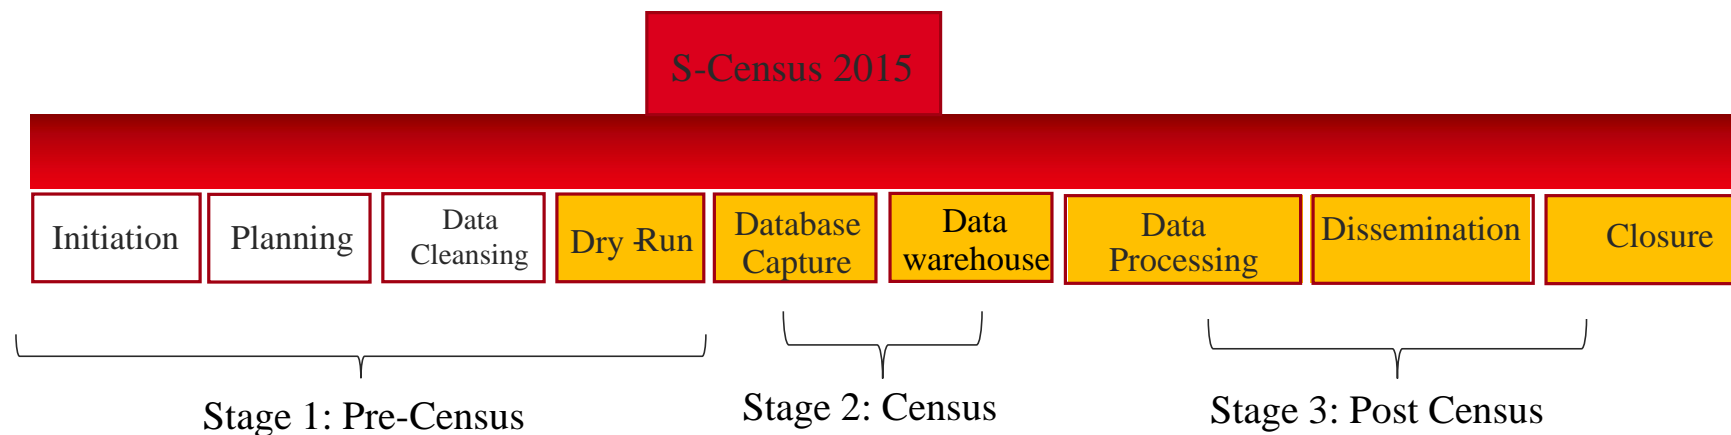 S-Census 2015
Initiation
Planning
Data
Cleansing
Dry -Run
Database
Capture
Data
warehouse
Data
Processing
Dissemination
Closure
Stage 1: Pre-Census
Stage 2: Census
Stage 3: Post Census